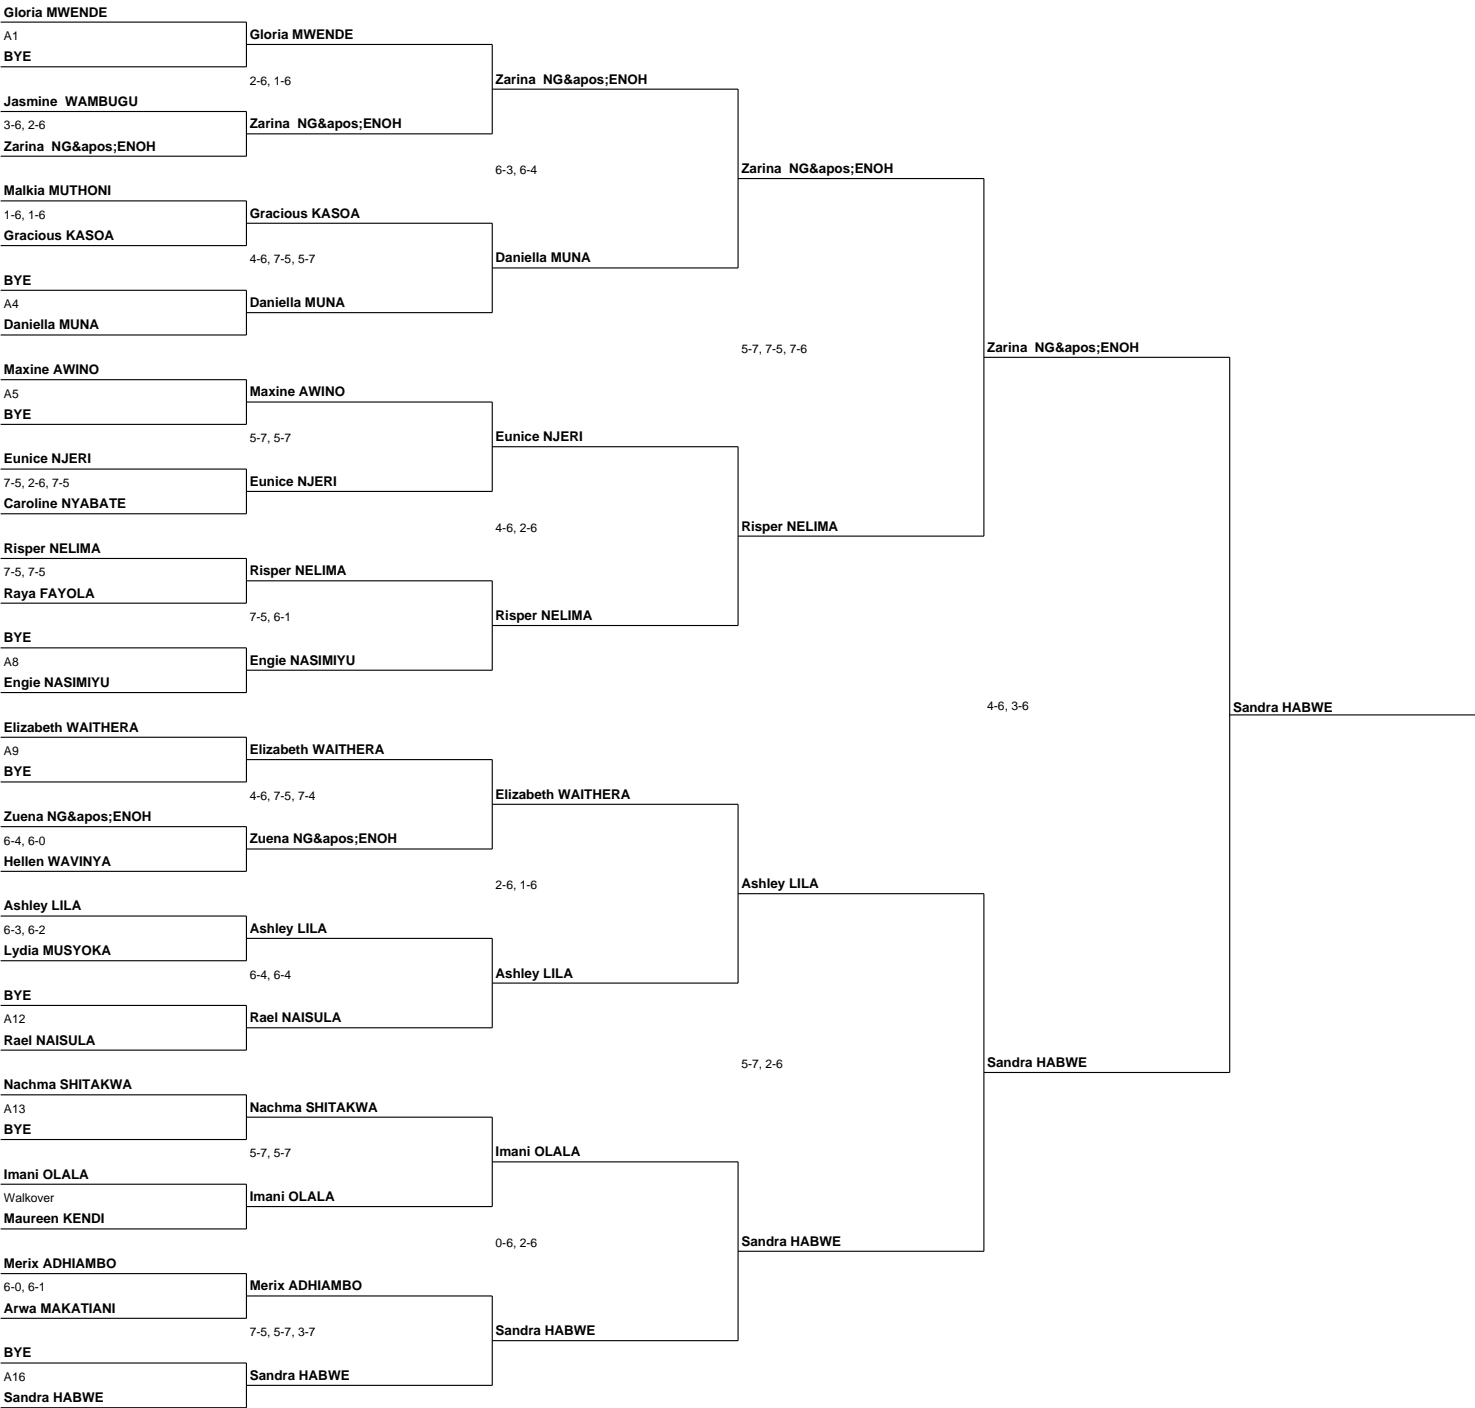 Gloria MWENDE
A1
BYE
Jasmine  WAMBUGU
3-6, 2-6
Zarina  NG&apos;ENOH
Malkia MUTHONI
1-6, 1-6
Gracious KASOA
BYE
A4
Daniella MUNA
Maxine AWINO
A5
BYE
Eunice NJERI
7-5, 2-6, 7-5
Caroline NYABATE
Risper NELIMA
7-5, 7-5
Raya FAYOLA
BYE
A8
Engie NASIMIYU
Elizabeth WAITHERA
A9
BYE
Zuena NG&apos;ENOH
6-4, 6-0
Hellen WAVINYA
Ashley LILA
6-3, 6-2
Lydia MUSYOKA
BYE
A12
Rael NAISULA
Nachma SHITAKWA
A13
BYE
Imani OLALA
Walkover
Maureen KENDI
Merix ADHIAMBO
6-0, 6-1
Arwa MAKATIANI
BYE
A16
Sandra HABWE
Gloria MWENDE
2-6, 1-6
Zarina  NG&apos;ENOH
Gracious KASOA
4-6, 7-5, 5-7
Daniella MUNA
Maxine AWINO
5-7, 5-7
Eunice NJERI
Risper NELIMA
7-5, 6-1
Engie NASIMIYU
Elizabeth WAITHERA
4-6, 7-5, 7-4
Zuena NG&apos;ENOH
Ashley LILA
6-4, 6-4
Rael NAISULA
Nachma SHITAKWA
5-7, 5-7
Imani OLALA
Merix ADHIAMBO
7-5, 5-7, 3-7
Sandra HABWE
Zarina  NG&apos;ENOH
6-3, 6-4
Daniella MUNA
Eunice NJERI
4-6, 2-6
Risper NELIMA
Elizabeth WAITHERA
2-6, 1-6
Ashley LILA
Imani OLALA
0-6, 2-6
Sandra HABWE
Zarina  NG&apos;ENOH
5-7, 7-5, 7-6
Risper NELIMA
Ashley LILA
5-7, 2-6
Sandra HABWE
Zarina  NG&apos;ENOH
4-6, 3-6
Sandra HABWE
Sandra HABWE